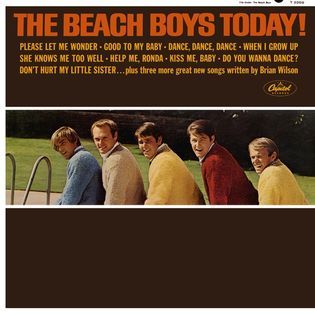 T 2269
THE BEACH BOYS TODAY!
PLEASE LET ME WONDER • GOOD TO MY BABY • DANCE, DANCE, DANCE • WHEN I GROW UP
SHE KNOWS ME TOO WELL • HELP ME, RONDA • KISS ME, BABY • DO YOU WANNA DANCE?
DON'T HURT MY LITTLE SISTER...plus three more great new songs written by Brian Wilson
Capitol
RECORDS